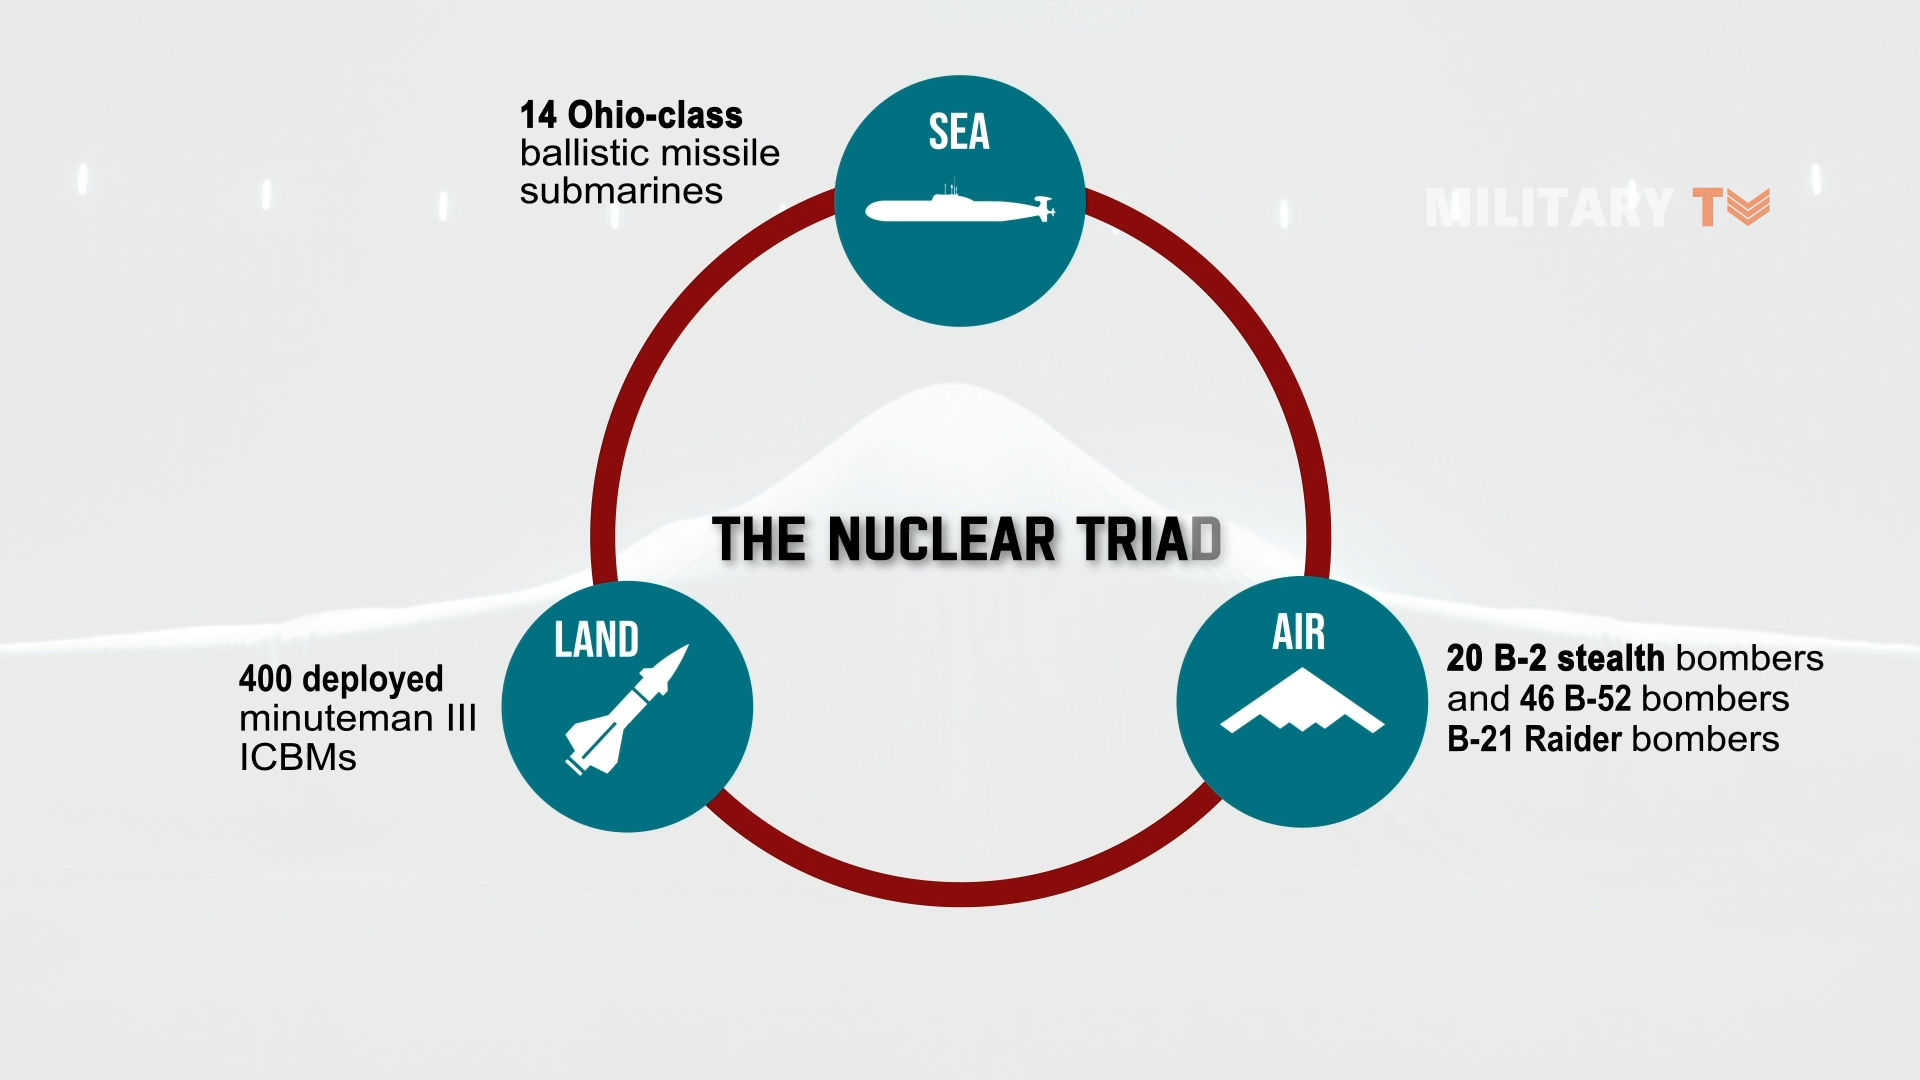 SEA
14 Ohio-class
ballistic missile
submarines
MILITARY TV
THE NUCLEAR TRIAD
LAND
400 deployed
minuteman III
ICBMs
AIR
20 B-2 stealth bombers
and 46 B-52 bombers
B-21 Raider bombers